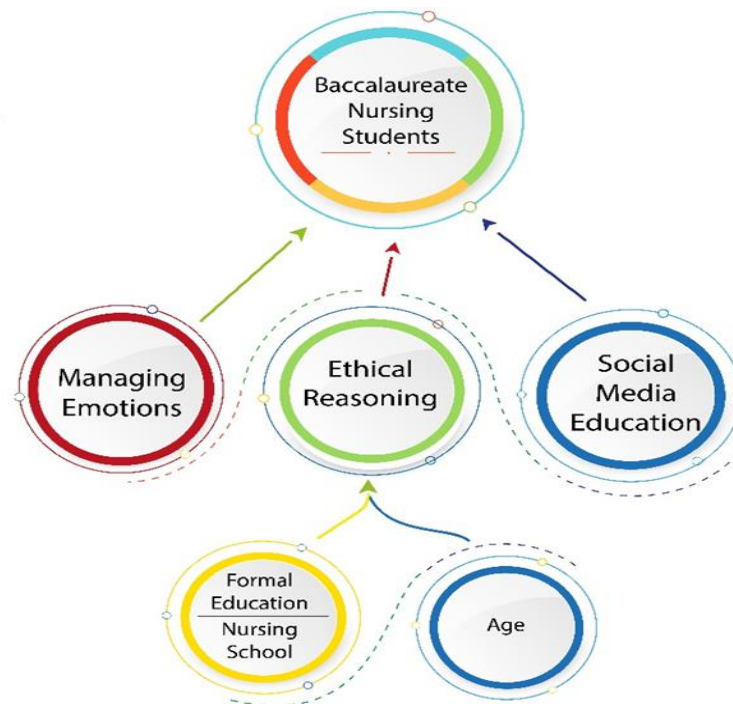 Baccalaureate
Nursing
Students
Managing
Emotions
Ethical
Reasoning
Social
Media
Education
Formal
Education
Nursing
School
Age